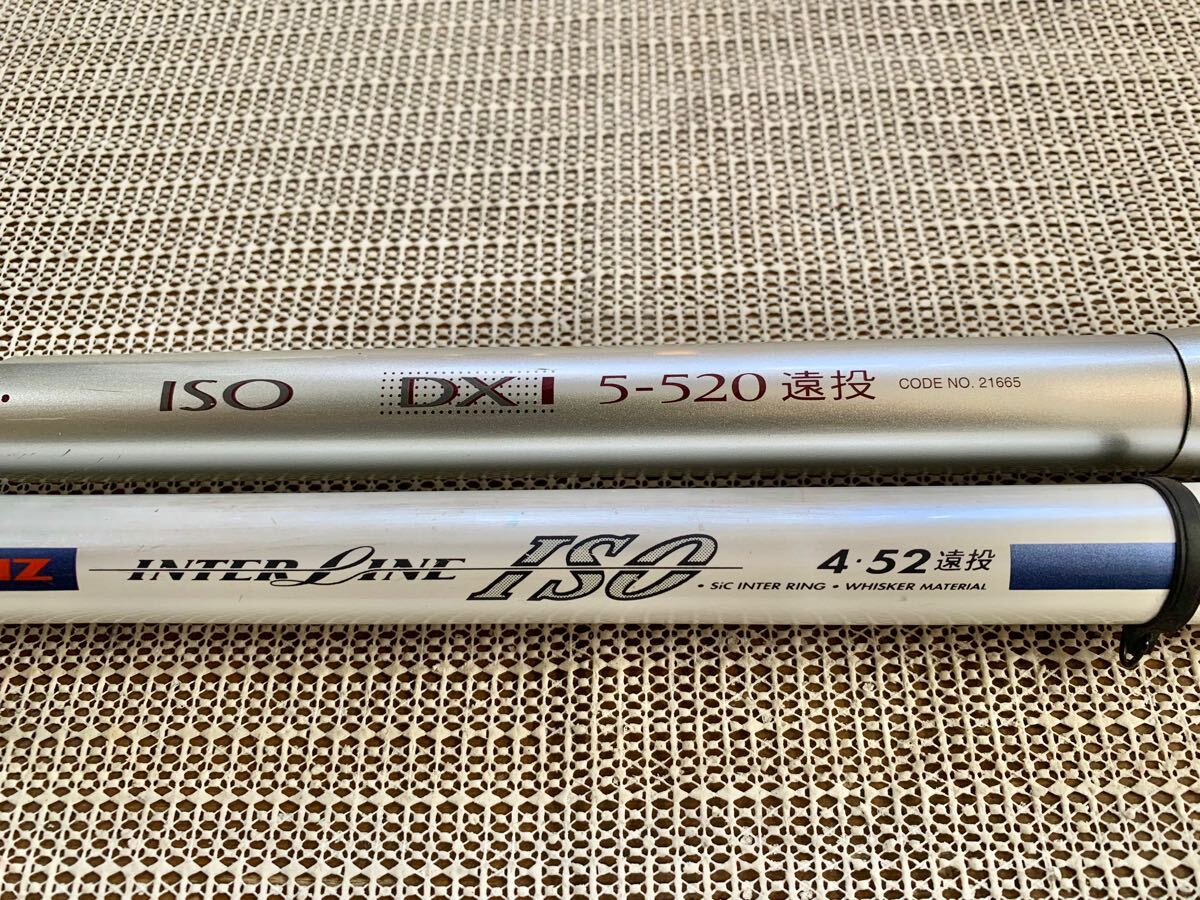 ISO DX I 5-520 遠投 CODE NO. 21665
INTER LINE ISO 4・52 遠投
・SiC INTER RING・WHISKER MATERIAL